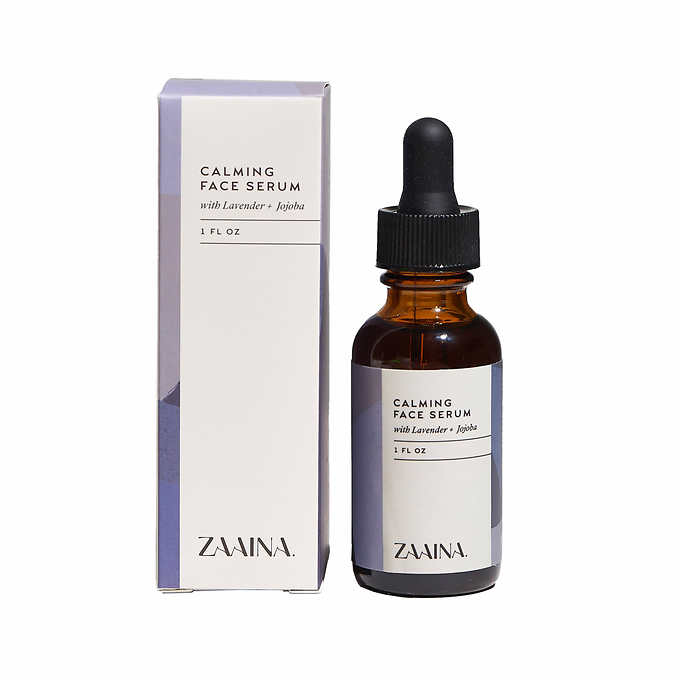 CALMING
FACE SERUM
with Lavender + Jojoba
1 FL OZ
ZAAINA.
CALMING
FACE SERUM
with Lavender + Jojoba
1 FL OZ
ZAAINA.